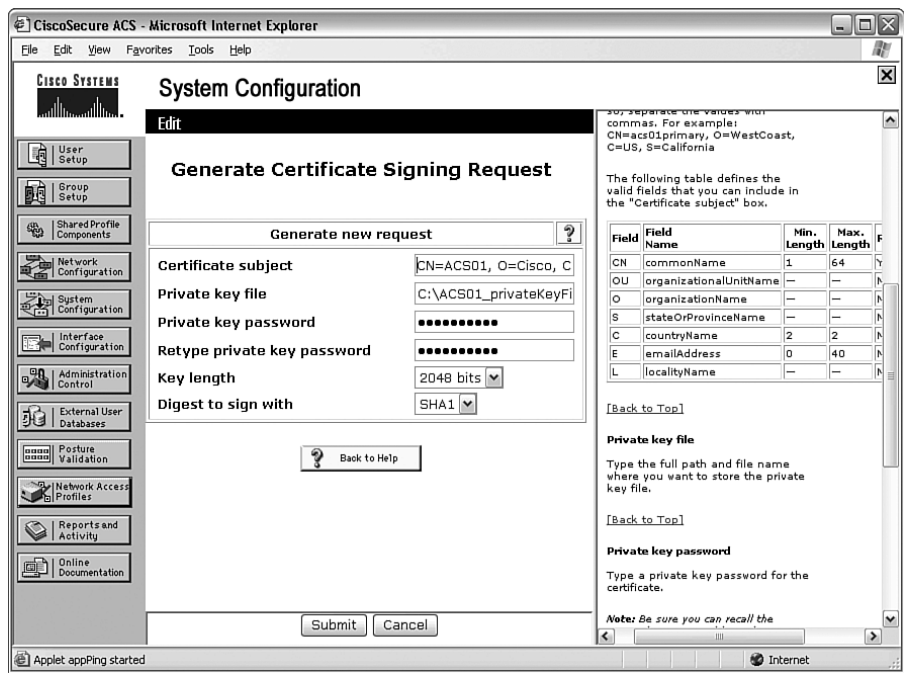 CiscoSecure ACS - Microsoft Internet Explorer
File Edit View Favorites Tools Help
CISCO SYSTEMS
System Configuration
Edit
Generate Certificate Signing Request
User Setup
Group Setup
Shared Profile Components
Network Configuration
System Configuration
Interface Configuration
Administration Control
External User Databases
Posture Validation
Network Access Profiles
Reports and Activity
Online Documentation
Generate new request
Certificate subject CN=ACS01, O=Cisco, C
Private key file C:\ACS01_privateKeyFi
Private key password ●●●●●●●●●●
Retype private key password ●●●●●●●●●●
Key length 2048 bits
Digest to sign with SHA1
Back to Help
Submit Cancel
so, separate the values with
commas. For example:
CN=acs01primary, O=WestCoast,
C=US, S=California
The following table defines the
valid fields that you can include in
the "Certificate subject" box.
Field Field Name Min. Length Max. Length
CN commonName 1 64 Y
OU organizationalUnitName — — N
O organizationName — — N
S stateOrProvinceName — — N
C countryName 2 2 N
E emailAddress 0 40 N
L localityName — — N
[Back to Top]
Private key file
Type the full path and file name
where you want to store the private
key file.
[Back to Top]
Private key password
Type a private key password for the
certificate.
Note: Be sure you can recall the
Applet appPing started
Internet